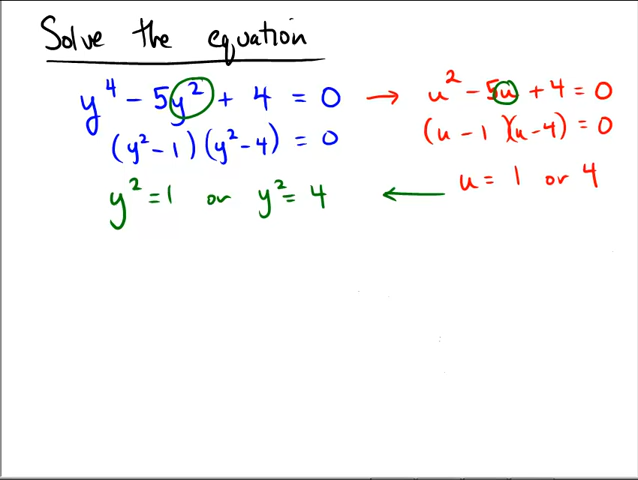 Solve the equation
y⁴ - 5y² + 4 = 0 → u² - 5u + 4 = 0
(y² - 1)(y² - 4) = 0 (u - 1)(u - 4) = 0
y² = 1 or y² = 4 ← u = 1 or 4